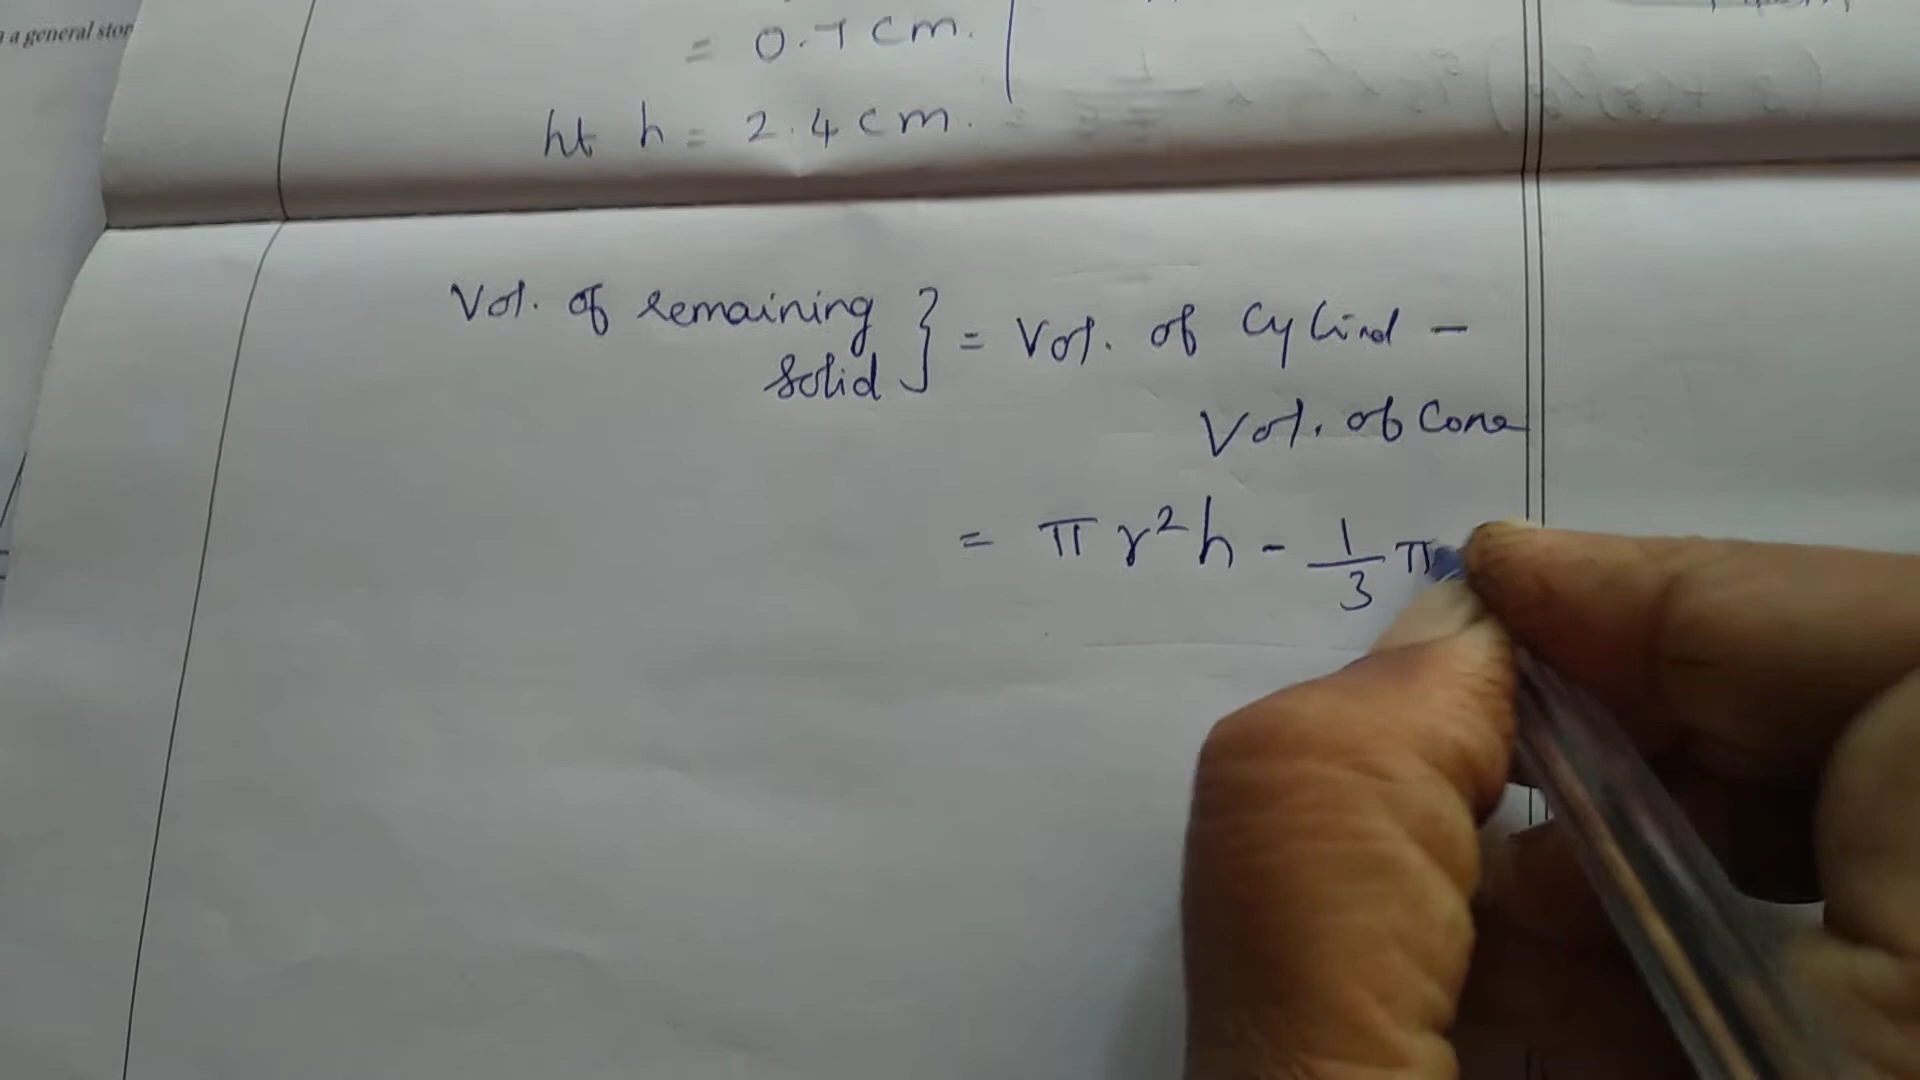 a general
= 0.7 cm.
ht h = 2.4 cm.
Vol. of remaining solid } = Vol. of Cylind –
Vol. of Cone
= π r² h - 1/3 π